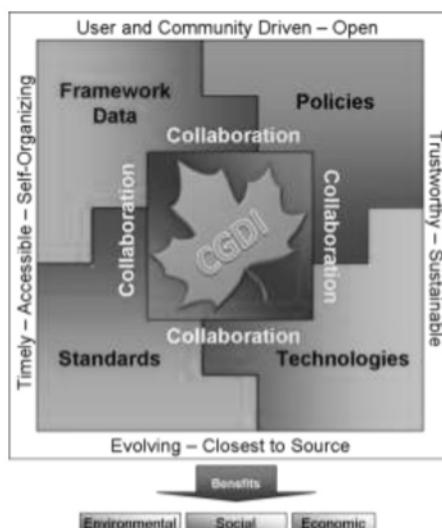 User and Community Driven – Open
Timely – Accessible – Self-Organizing
Framework
Data
Policies
Collaboration
Collaboration
CGDI
Collaboration
Trustworthy – Sustainable
Collaboration
Standards
Technologies
Evolving – Closest to Source
Benefits
Environmental
Social
Economic